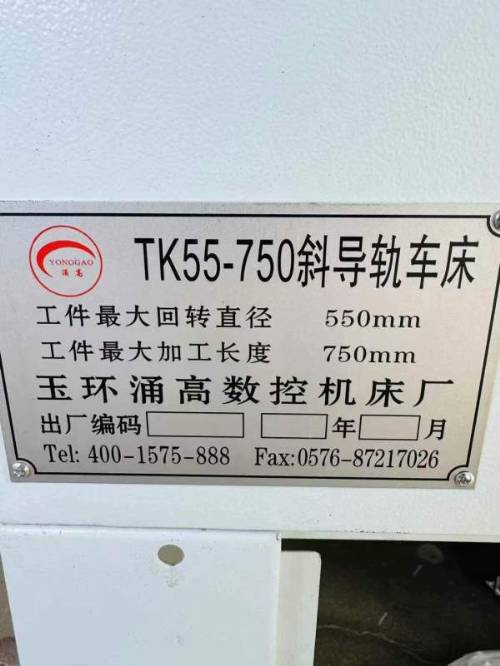 YONGGAO
涌高
TK55-750斜导轨车床
工件最大回转直径 550mm
工件最大加工长度 750mm
玉环涌高数控机床厂
出厂编码 年 月
Tel: 400-1575-888 Fax:0576-87217026